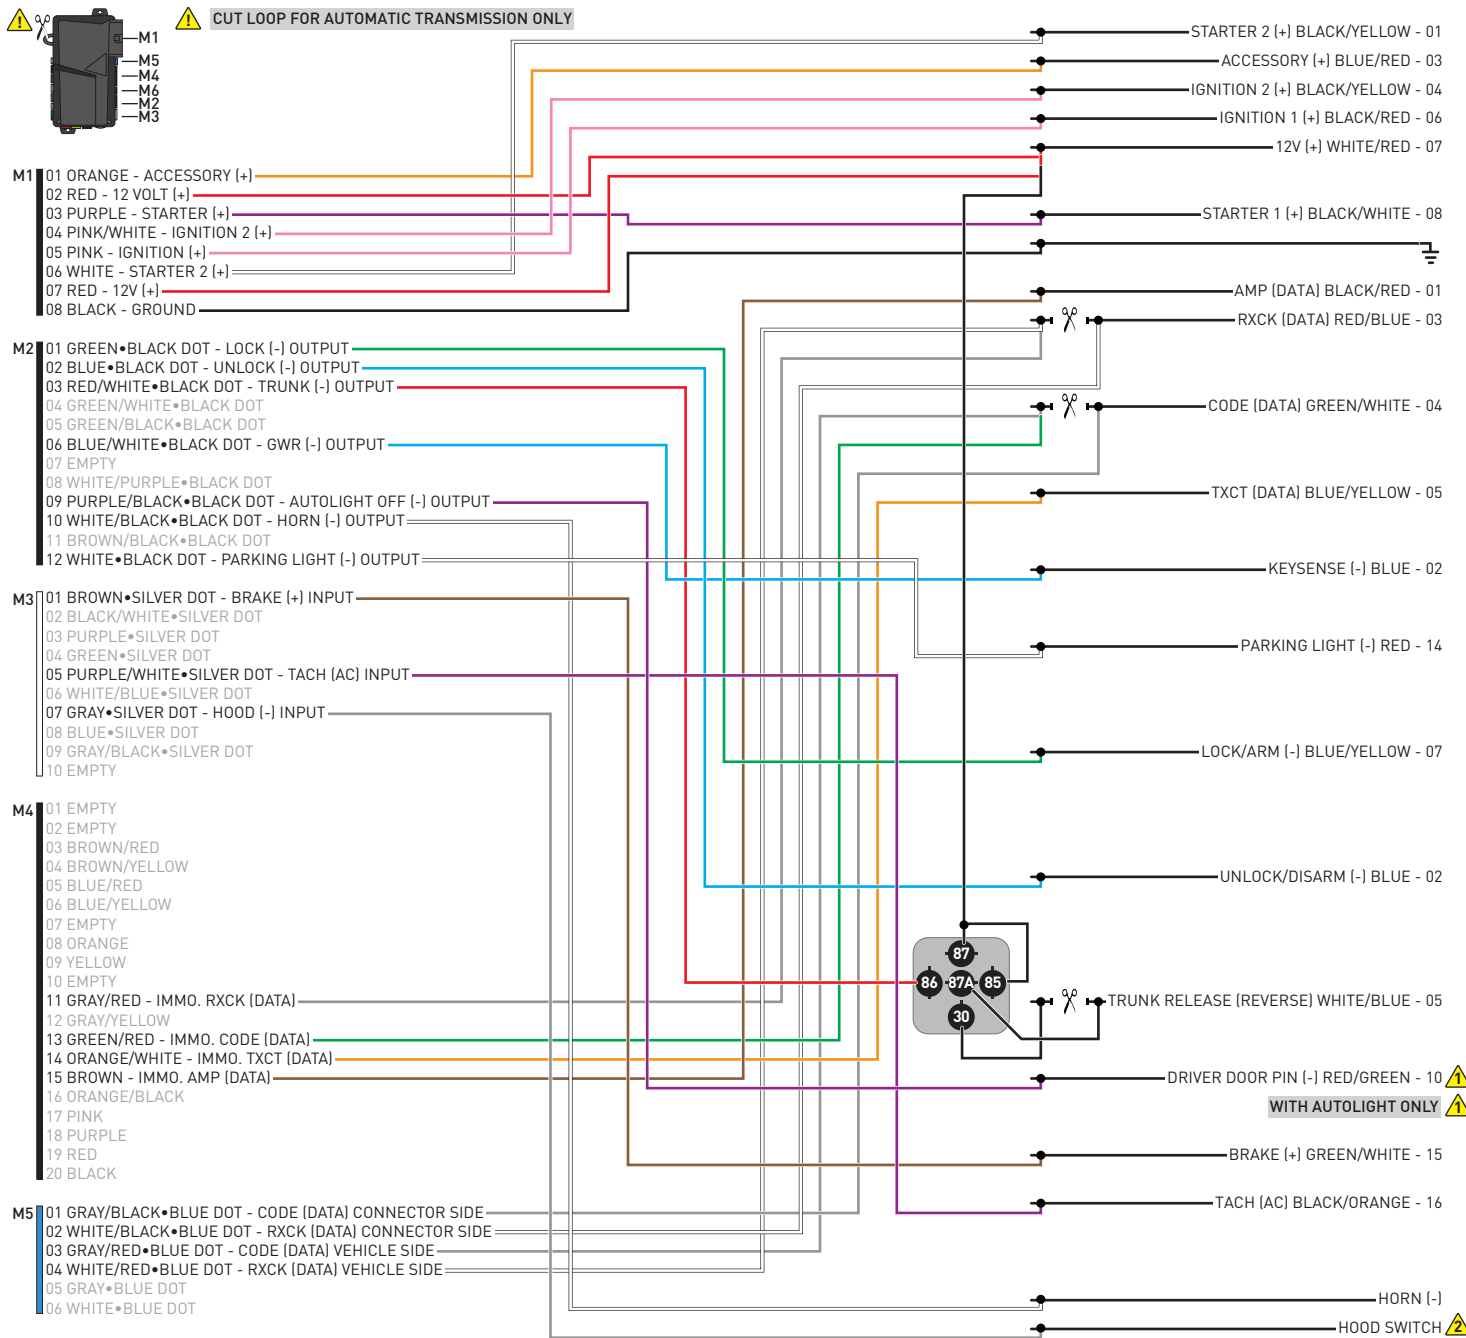 CUT LOOP FOR AUTOMATIC TRANSMISSION ONLY
M1
M5
M4
M6
M2
M3
M1
01 ORANGE - ACCESSORY (+)
02 RED - 12 VOLT (+)
03 PURPLE - STARTER (+)
04 PINK/WHITE - IGNITION 2 (+)
05 PINK - IGNITION (+)
06 WHITE - STARTER 2 (+)
07 RED - 12V (+)
08 BLACK - GROUND
M2
01 GREEN•BLACK DOT - LOCK (-) OUTPUT
02 BLUE•BLACK DOT - UNLOCK (-) OUTPUT
03 RED/WHITE•BLACK DOT - TRUNK (-) OUTPUT
04 GREEN/WHITE•BLACK DOT
05 GREEN/BLACK•BLACK DOT
06 BLUE/WHITE•BLACK DOT - GWR (-) OUTPUT
07 EMPTY
08 WHITE/PURPLE•BLACK DOT
09 PURPLE/BLACK•BLACK DOT - AUTOLIGHT OFF (-) OUTPUT
10 WHITE/BLACK•BLACK DOT - HORN (-) OUTPUT
11 BROWN/BLACK•BLACK DOT
12 WHITE•BLACK DOT - PARKING LIGHT (-) OUTPUT
M3
01 BROWN•SILVER DOT - BRAKE (+) INPUT
02 BLACK/WHITE•SILVER DOT
03 PURPLE•SILVER DOT
04 GREEN•SILVER DOT
05 PURPLE/WHITE•SILVER DOT - TACH (AC) INPUT
06 WHITE/BLUE•SILVER DOT
07 GRAY•SILVER DOT - HOOD (-) INPUT
08 BLUE•SILVER DOT
09 GRAY/BLACK•SILVER DOT
10 EMPTY
M4
01 EMPTY
02 EMPTY
03 BROWN/RED
04 BROWN/YELLOW
05 BLUE/RED
06 BLUE/YELLOW
07 EMPTY
08 ORANGE
09 YELLOW
10 EMPTY
11 GRAY/RED - IMMO. RXCK (DATA)
12 GRAY/YELLOW
13 GREEN/RED - IMMO. CODE (DATA)
14 ORANGE/WHITE - IMMO. TXCT (DATA)
15 BROWN - IMMO. AMP (DATA)
16 ORANGE/BLACK
17 PINK
18 PURPLE
19 RED
20 BLACK
M5
01 GRAY/BLACK•BLUE DOT - CODE (DATA) CONNECTOR SIDE
02 WHITE/BLACK•BLUE DOT - RXCK (DATA) CONNECTOR SIDE
03 GRAY/RED•BLUE DOT - CODE (DATA) VEHICLE SIDE
04 WHITE/RED•BLUE DOT - RXCK (DATA) VEHICLE SIDE
05 GRAY•BLUE DOT
06 WHITE•BLUE DOT
STARTER 2 (+) BLACK/YELLOW - 01
ACCESSORY (+) BLUE/RED - 03
IGNITION 2 (+) BLACK/YELLOW - 04
IGNITION 1 (+) BLACK/RED - 06
12V (+) WHITE/RED - 07
STARTER 1 (+) BLACK/WHITE - 08
AMP (DATA) BLACK/RED - 01
RXCK (DATA) RED/BLUE - 03
CODE (DATA) GREEN/WHITE - 04
TXCT (DATA) BLUE/YELLOW - 05
KEYSENSE (-) BLUE - 02
PARKING LIGHT (-) RED - 14
LOCK/ARM (-) BLUE/YELLOW - 07
UNLOCK/DISARM (-) BLUE - 02
87
86 87A 85
30
TRUNK RELEASE (REVERSE) WHITE/BLUE - 05
DRIVER DOOR PIN (-) RED/GREEN - 10 1
WITH AUTOLIGHT ONLY 1
BRAKE (+) GREEN/WHITE - 15
TACH (AC) BLACK/ORANGE - 16
HORN (-)
HOOD SWITCH 2